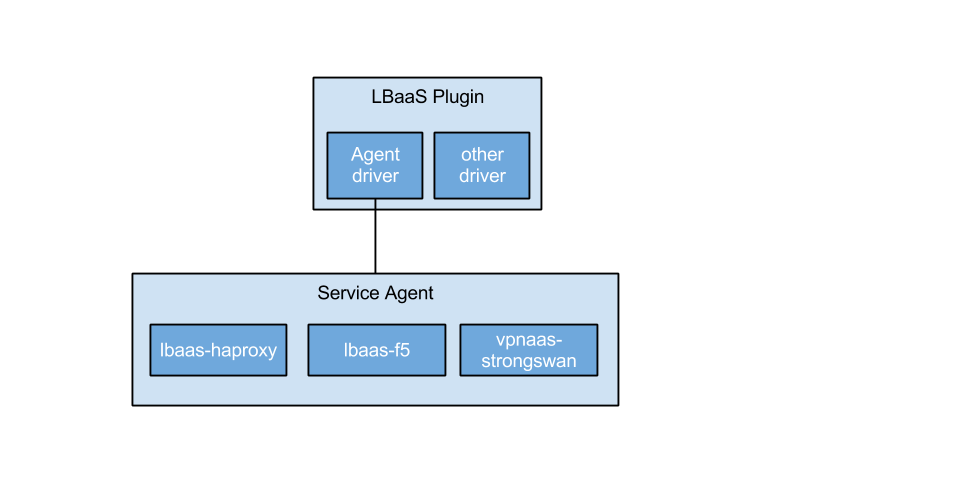 LBaaS Plugin
Agent
driver
other
driver
Service Agent
lbaas-haproxy
lbaas-f5
vpnaas-
strongswan